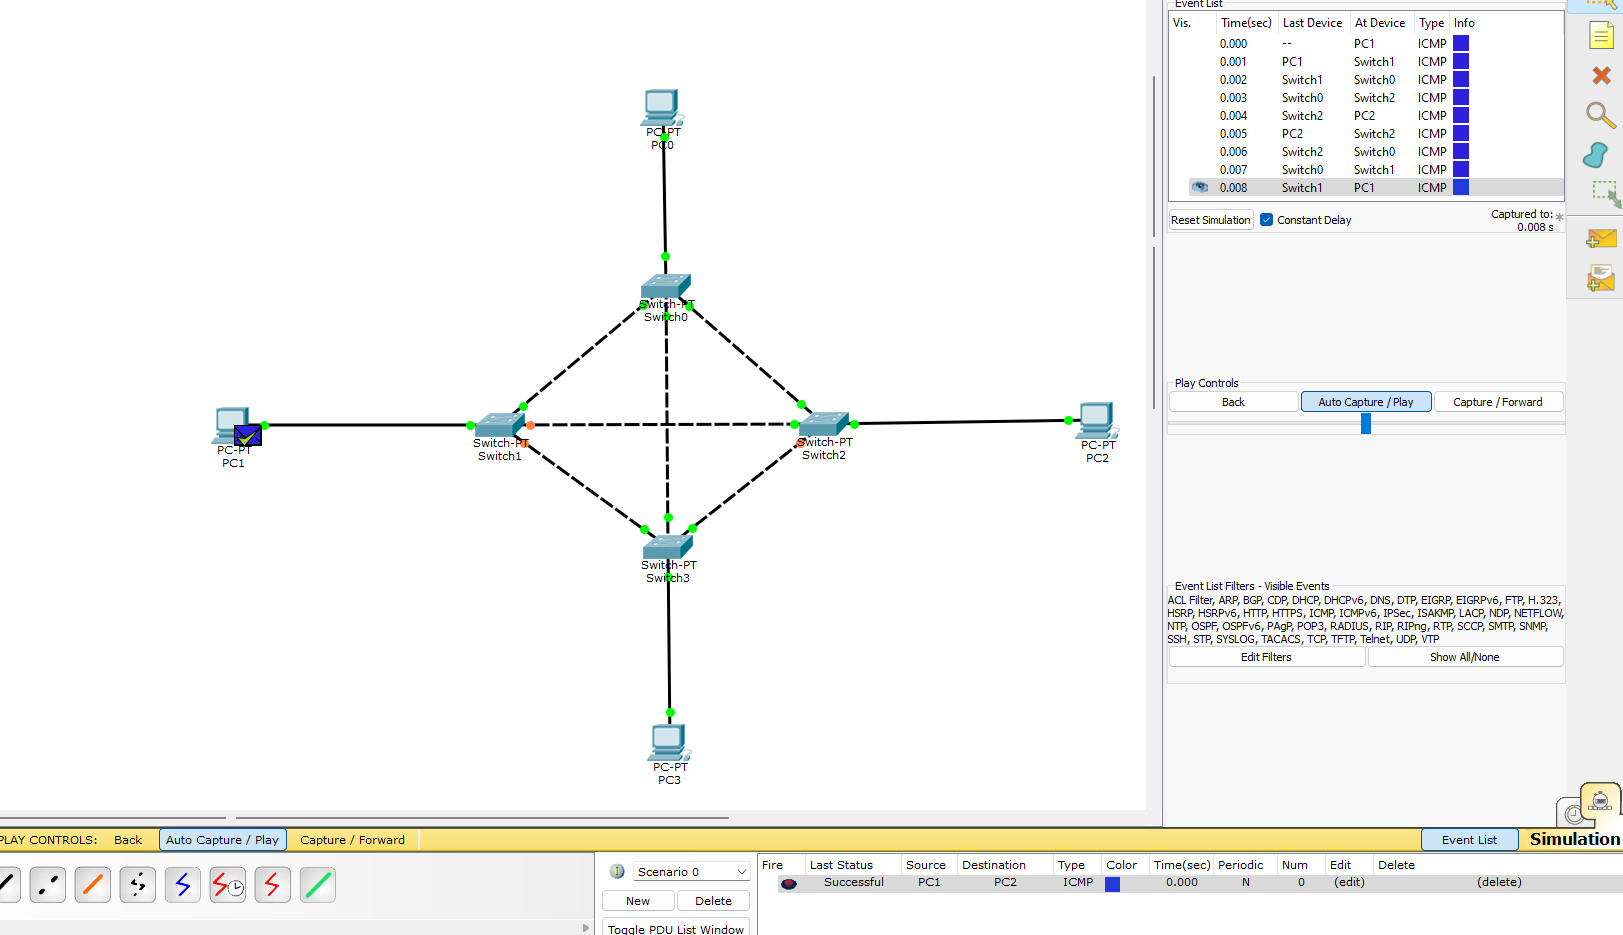 Event List
Vis. Time(sec) Last Device At Device Type Info
0.000 -- PC1 ICMP
0.001 PC1 Switch1 ICMP
0.002 Switch1 Switch0 ICMP
0.003 Switch0 Switch2 ICMP
0.004 Switch2 PC2 ICMP
0.005 PC2 Switch2 ICMP
0.006 Switch2 Switch0 ICMP
0.007 Switch0 Switch1 ICMP
0.008 Switch1 PC1 ICMP
Reset Simulation Constant Delay Captured to: *
0.008 s
PC-PT
PC0
Switch-PT
Switch0
PC-PT
PC1
Switch-PT
Switch1
Switch-PT
Switch2
PC-PT
PC2
Switch-PT
Switch3
PC-PT
PC3
Play Controls
Back Auto Capture / Play Capture / Forward
Event List Filters - Visible Events
ACL Filter, ARP, BGP, CDP, DHCP, DHCPv6, DNS, DTP, EIGRP, EIGRPv6, FTP, H.323,
HSRP, HSRPv6, HTTP, HTTPS, ICMP, ICMPv6, IPSec, ISAKMP, LACP, NDP, NETFLOW,
NTP, OSPF, OSPFv6, PAgP, POP3, RADIUS, RIP, RIPng, RTP, SCCP, SMTP, SNMP,
SSH, STP, SYSLOG, TACACS, TCP, TFTP, Telnet, UDP, VTP
Edit Filters Show All/None
PLAY CONTROLS: Back Auto Capture / Play Capture / Forward Event List Simulation
Scenario 0
New Delete
Toggle PDU List Window
Fire Last Status Source Destination Type Color Time(sec) Periodic Num Edit Delete
Successful PC1 PC2 ICMP 0.000 N 0 (edit) (delete)